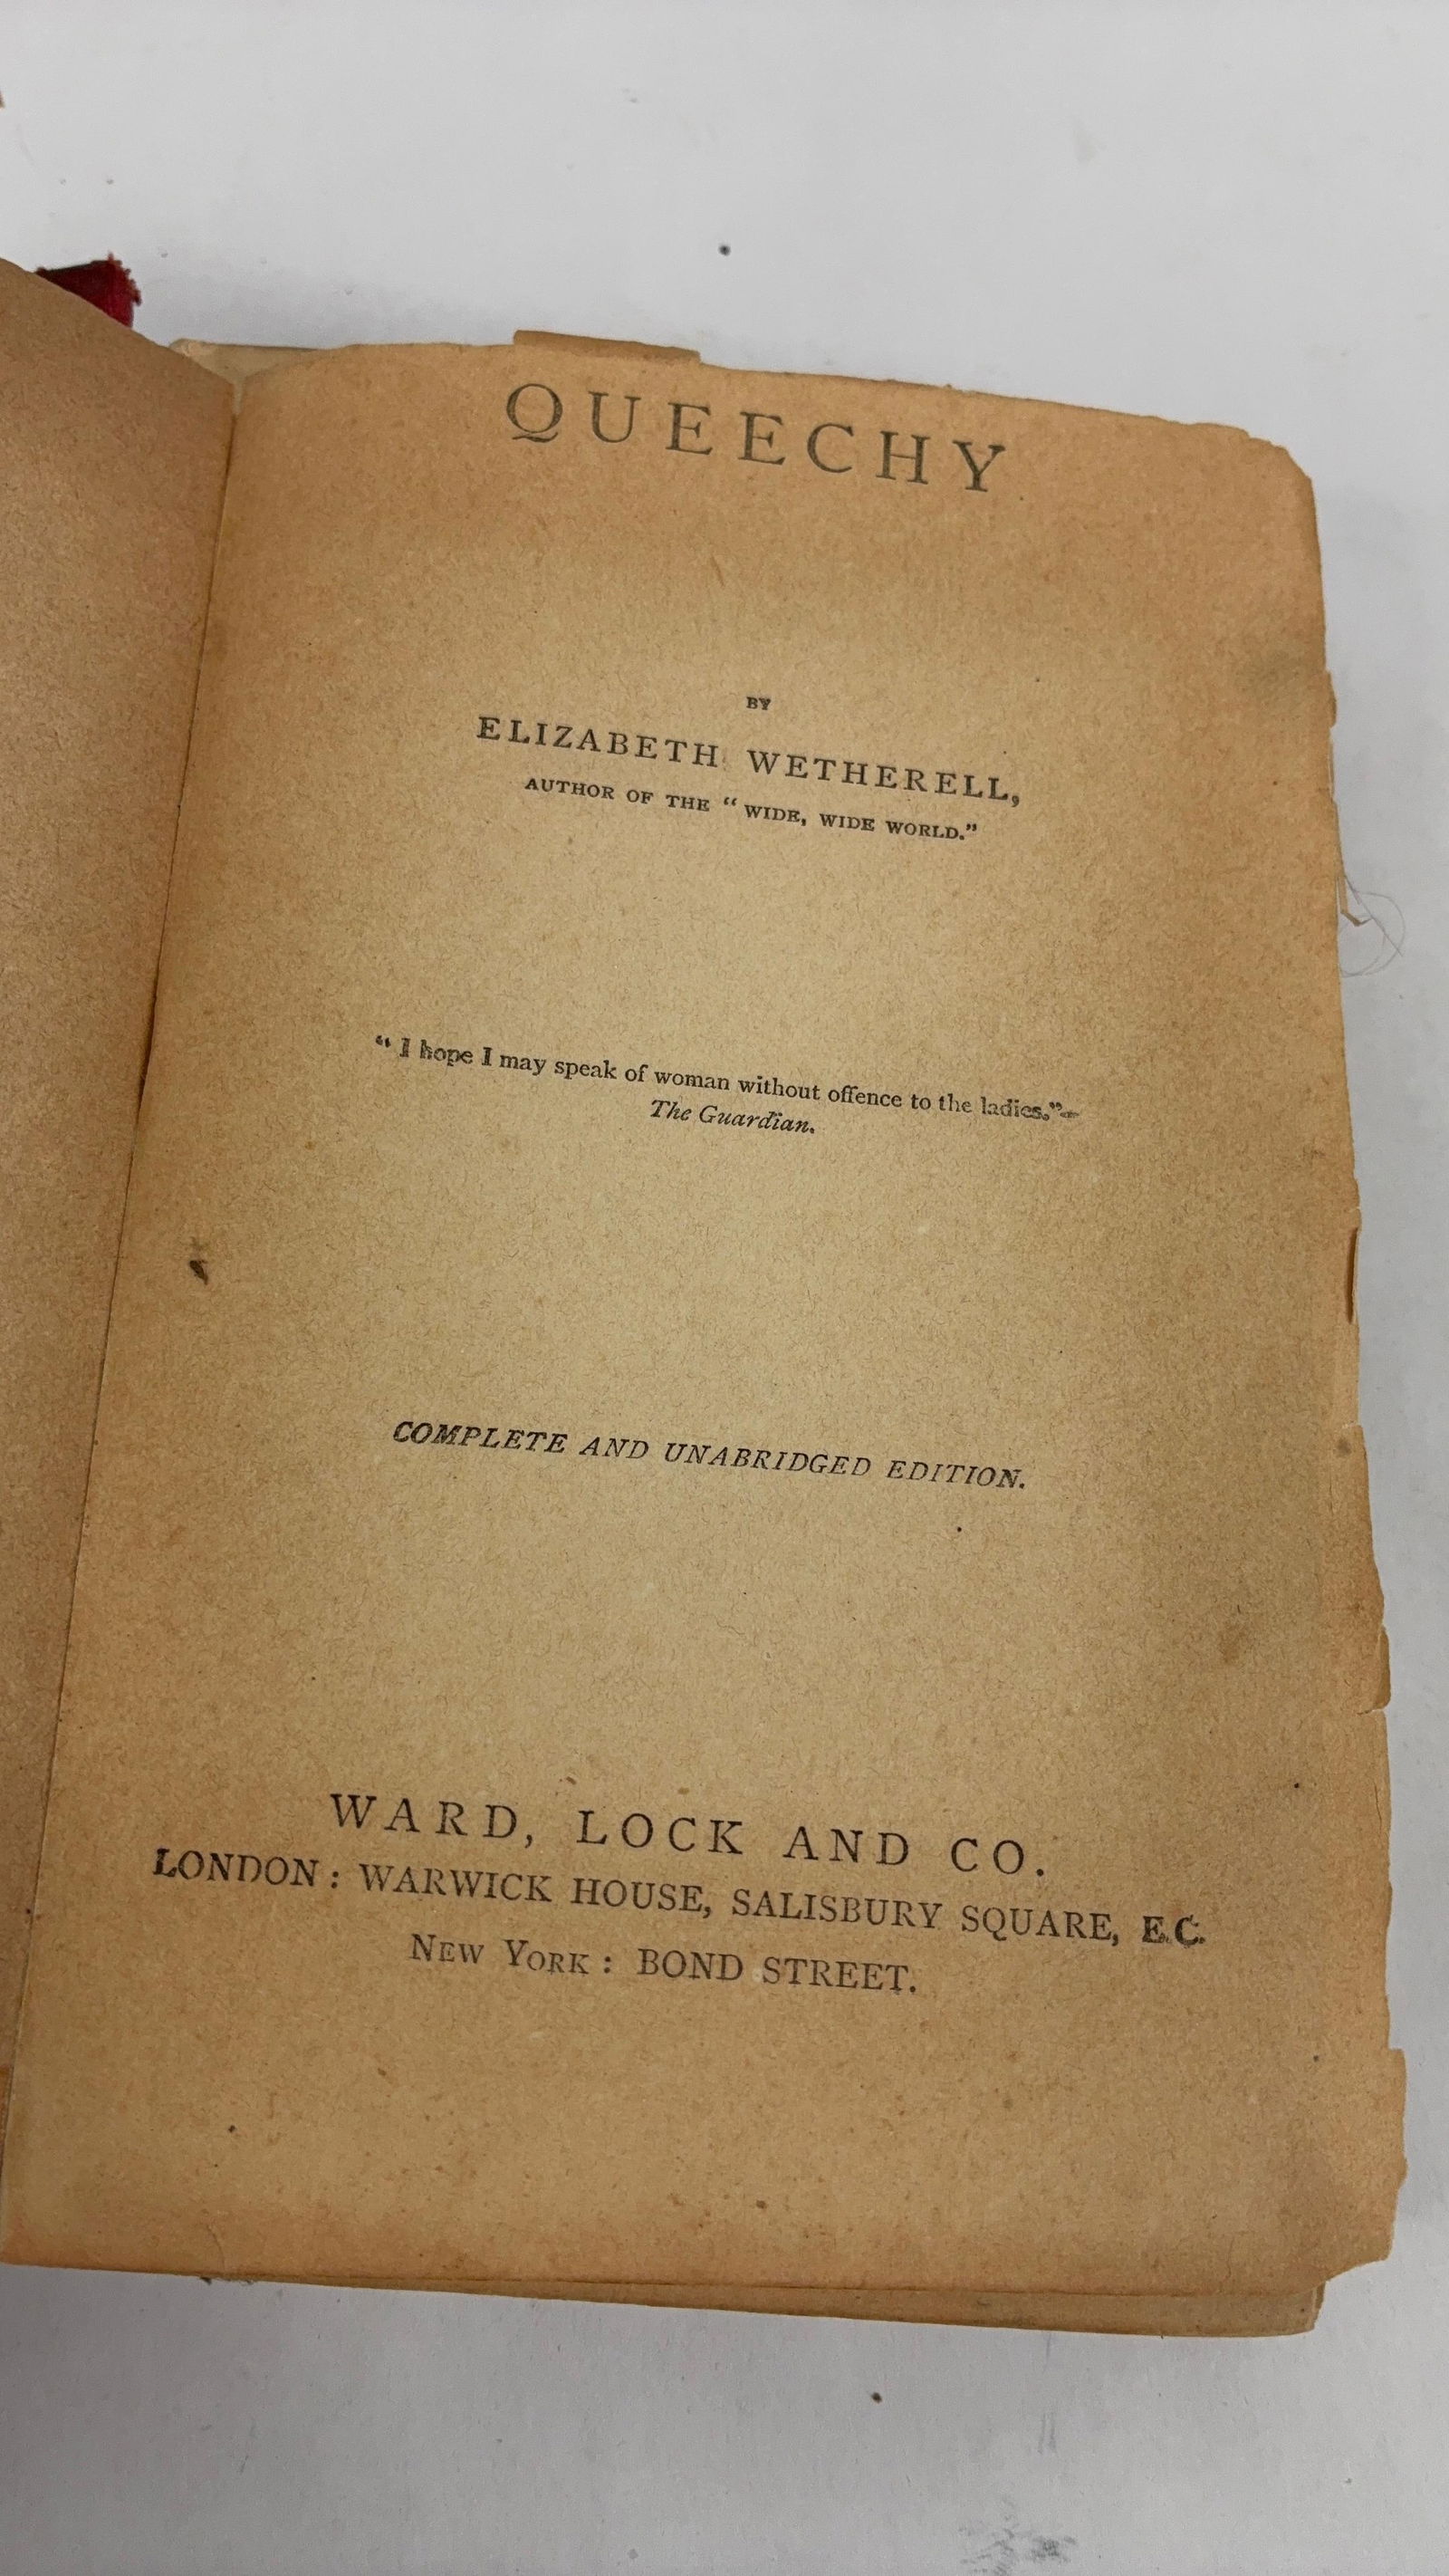 QUEECHY
BY
ELIZABETH WETHERELL,
AUTHOR OF THE “WIDE, WIDE WORLD.”
“I hope I may speak of woman without offence to the ladies.”—
The Guardian.
COMPLETE AND UNABRIDGED EDITION.
WARD, LOCK AND CO.
LONDON: WARWICK HOUSE, SALISBURY SQUARE, E.C.
NEW YORK: BOND STREET.